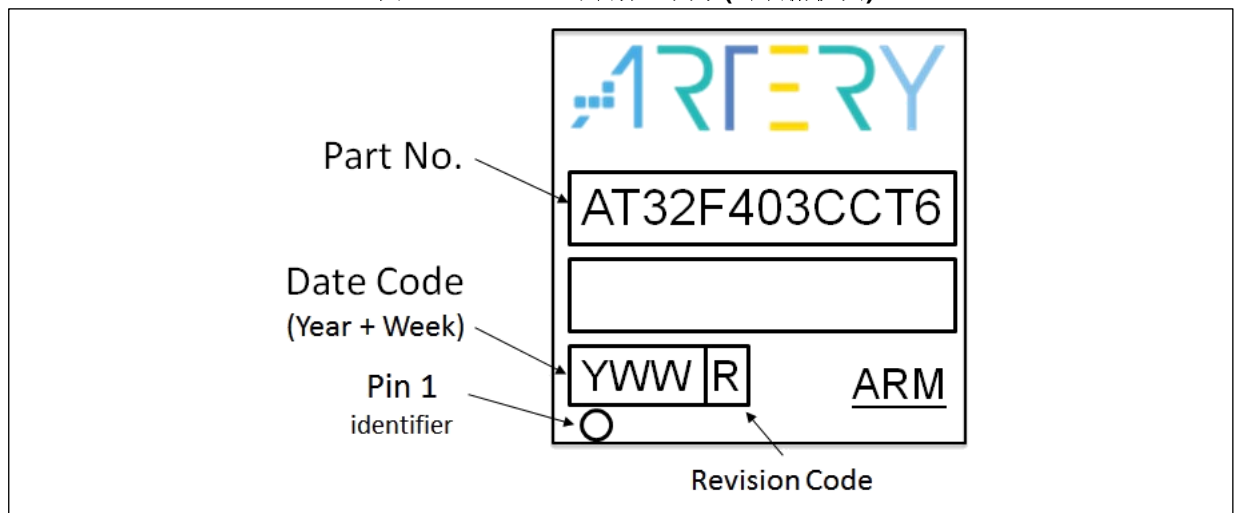 ARTERY
Part No.
AT32F403CCT6
Date Code
(Year + Week)
YWW R
ARM
Pin 1
identifier
Revision Code